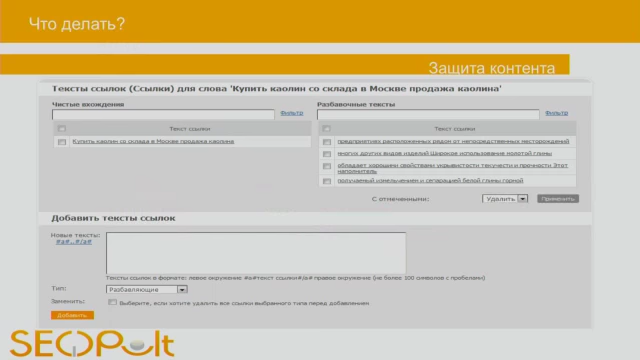 Что делать?
Защита контента
Тексты ссылок (Ссылки) для слова 'Купить каолин со склада в Москве продажа каолина'
Чистые вхождения
Фильтр
Текст ссылки
Купить каолин со склада в Москве продажа каолина
Разбавочные тексты
Фильтр
Текст ссылки
предприятиях расположенных рядом от непосредственных месторождений
многих других видов изделий Широкое использование молотой глины
обладает хорошими свойствами укрывистости текучести и прочности Этот
наполнитель
получаемый измельчением и сепарацией белой глины горной
С отмеченными: Удалить Применить
Добавить тексты ссылок
Новые тексты:
#a#..#/a#
Тексты ссылок в формате: левое окружение #a#текст ссылки#/a# правое окружение (не более 100 символов с пробелами)
Тип: Разбавляющие
Заменить: Выберите, если хотите удалить все ссылки выбранного типа перед добавлением
Добавить
SEOPult